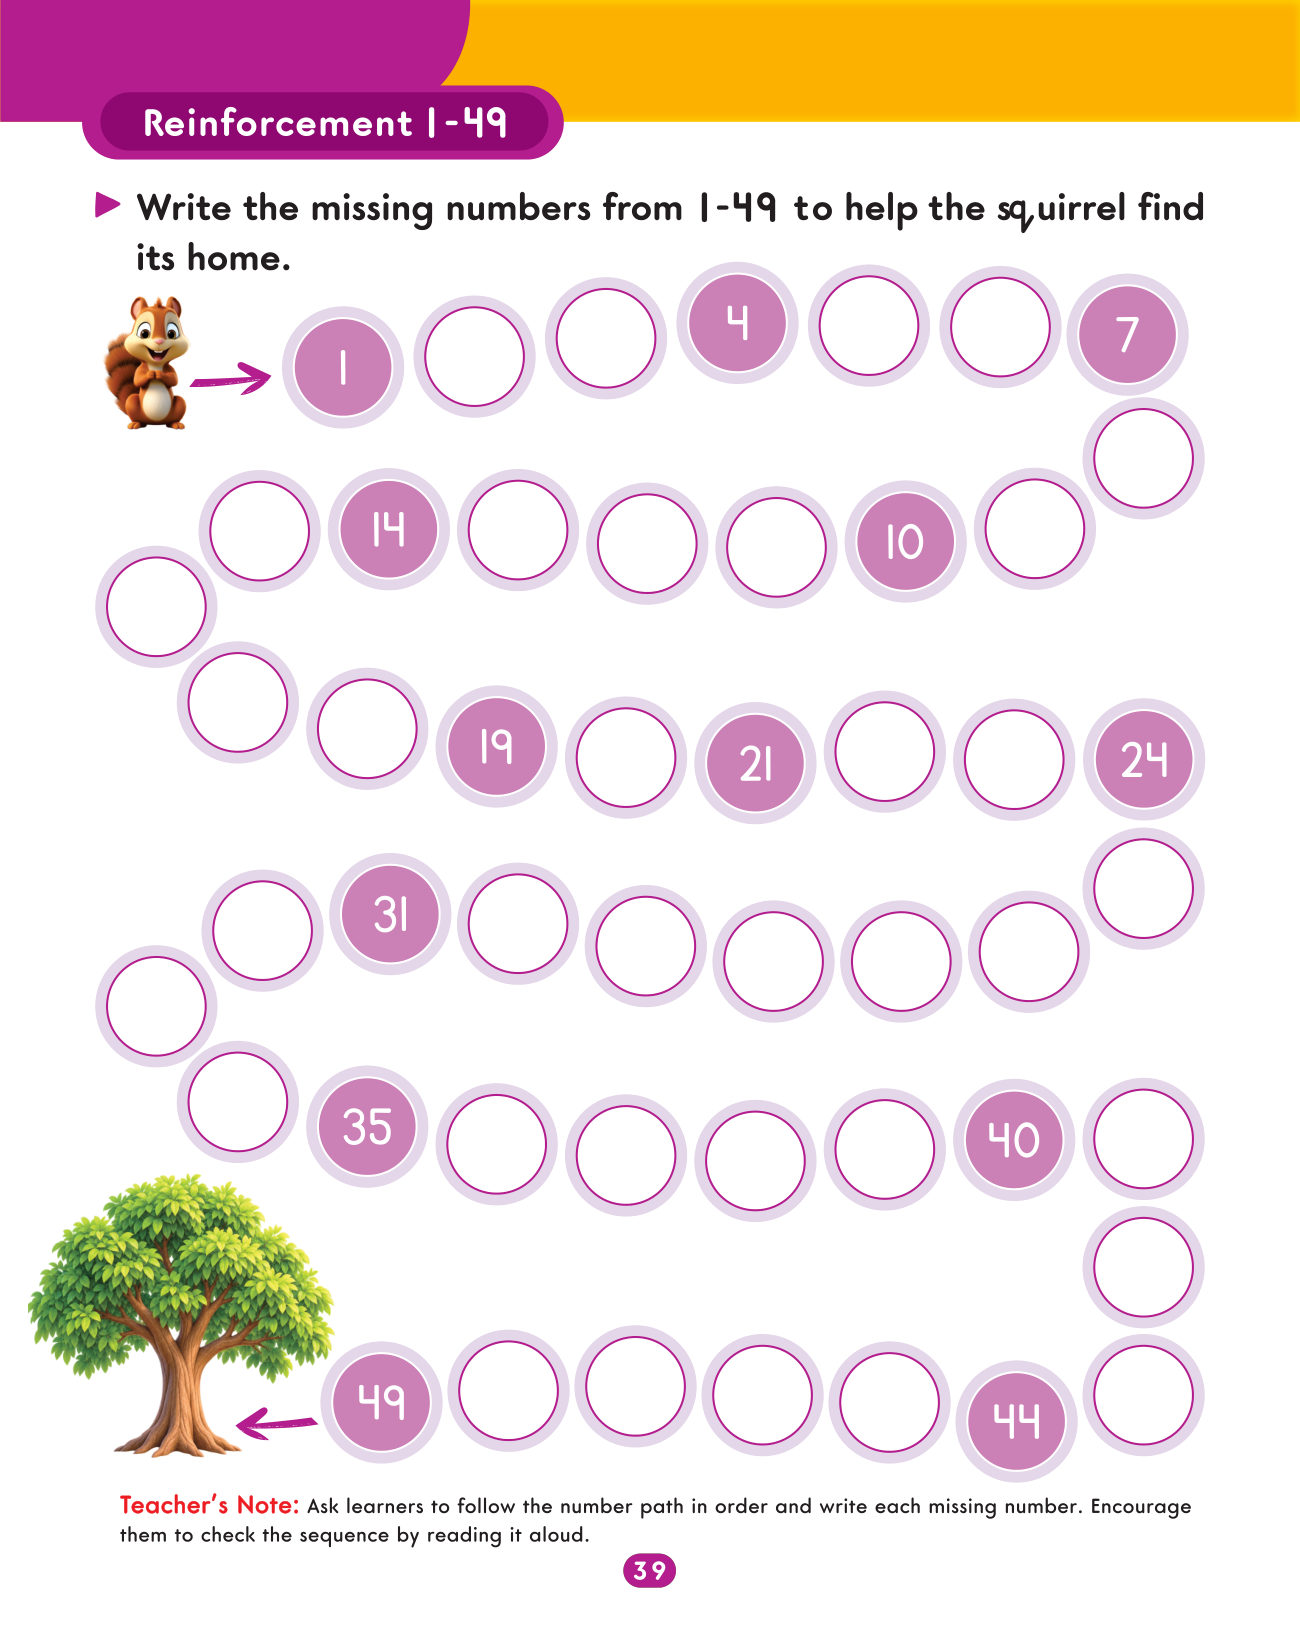 Reinforcement 1-49
Write the missing numbers from 1-49 to help the squirrel find
its home.
1 4 7
14 10
19 21 24
31
35 40
49 44
Teacher's Note: Ask learners to follow the number path in order and write each missing number. Encourage
them to check the sequence by reading it aloud.
39